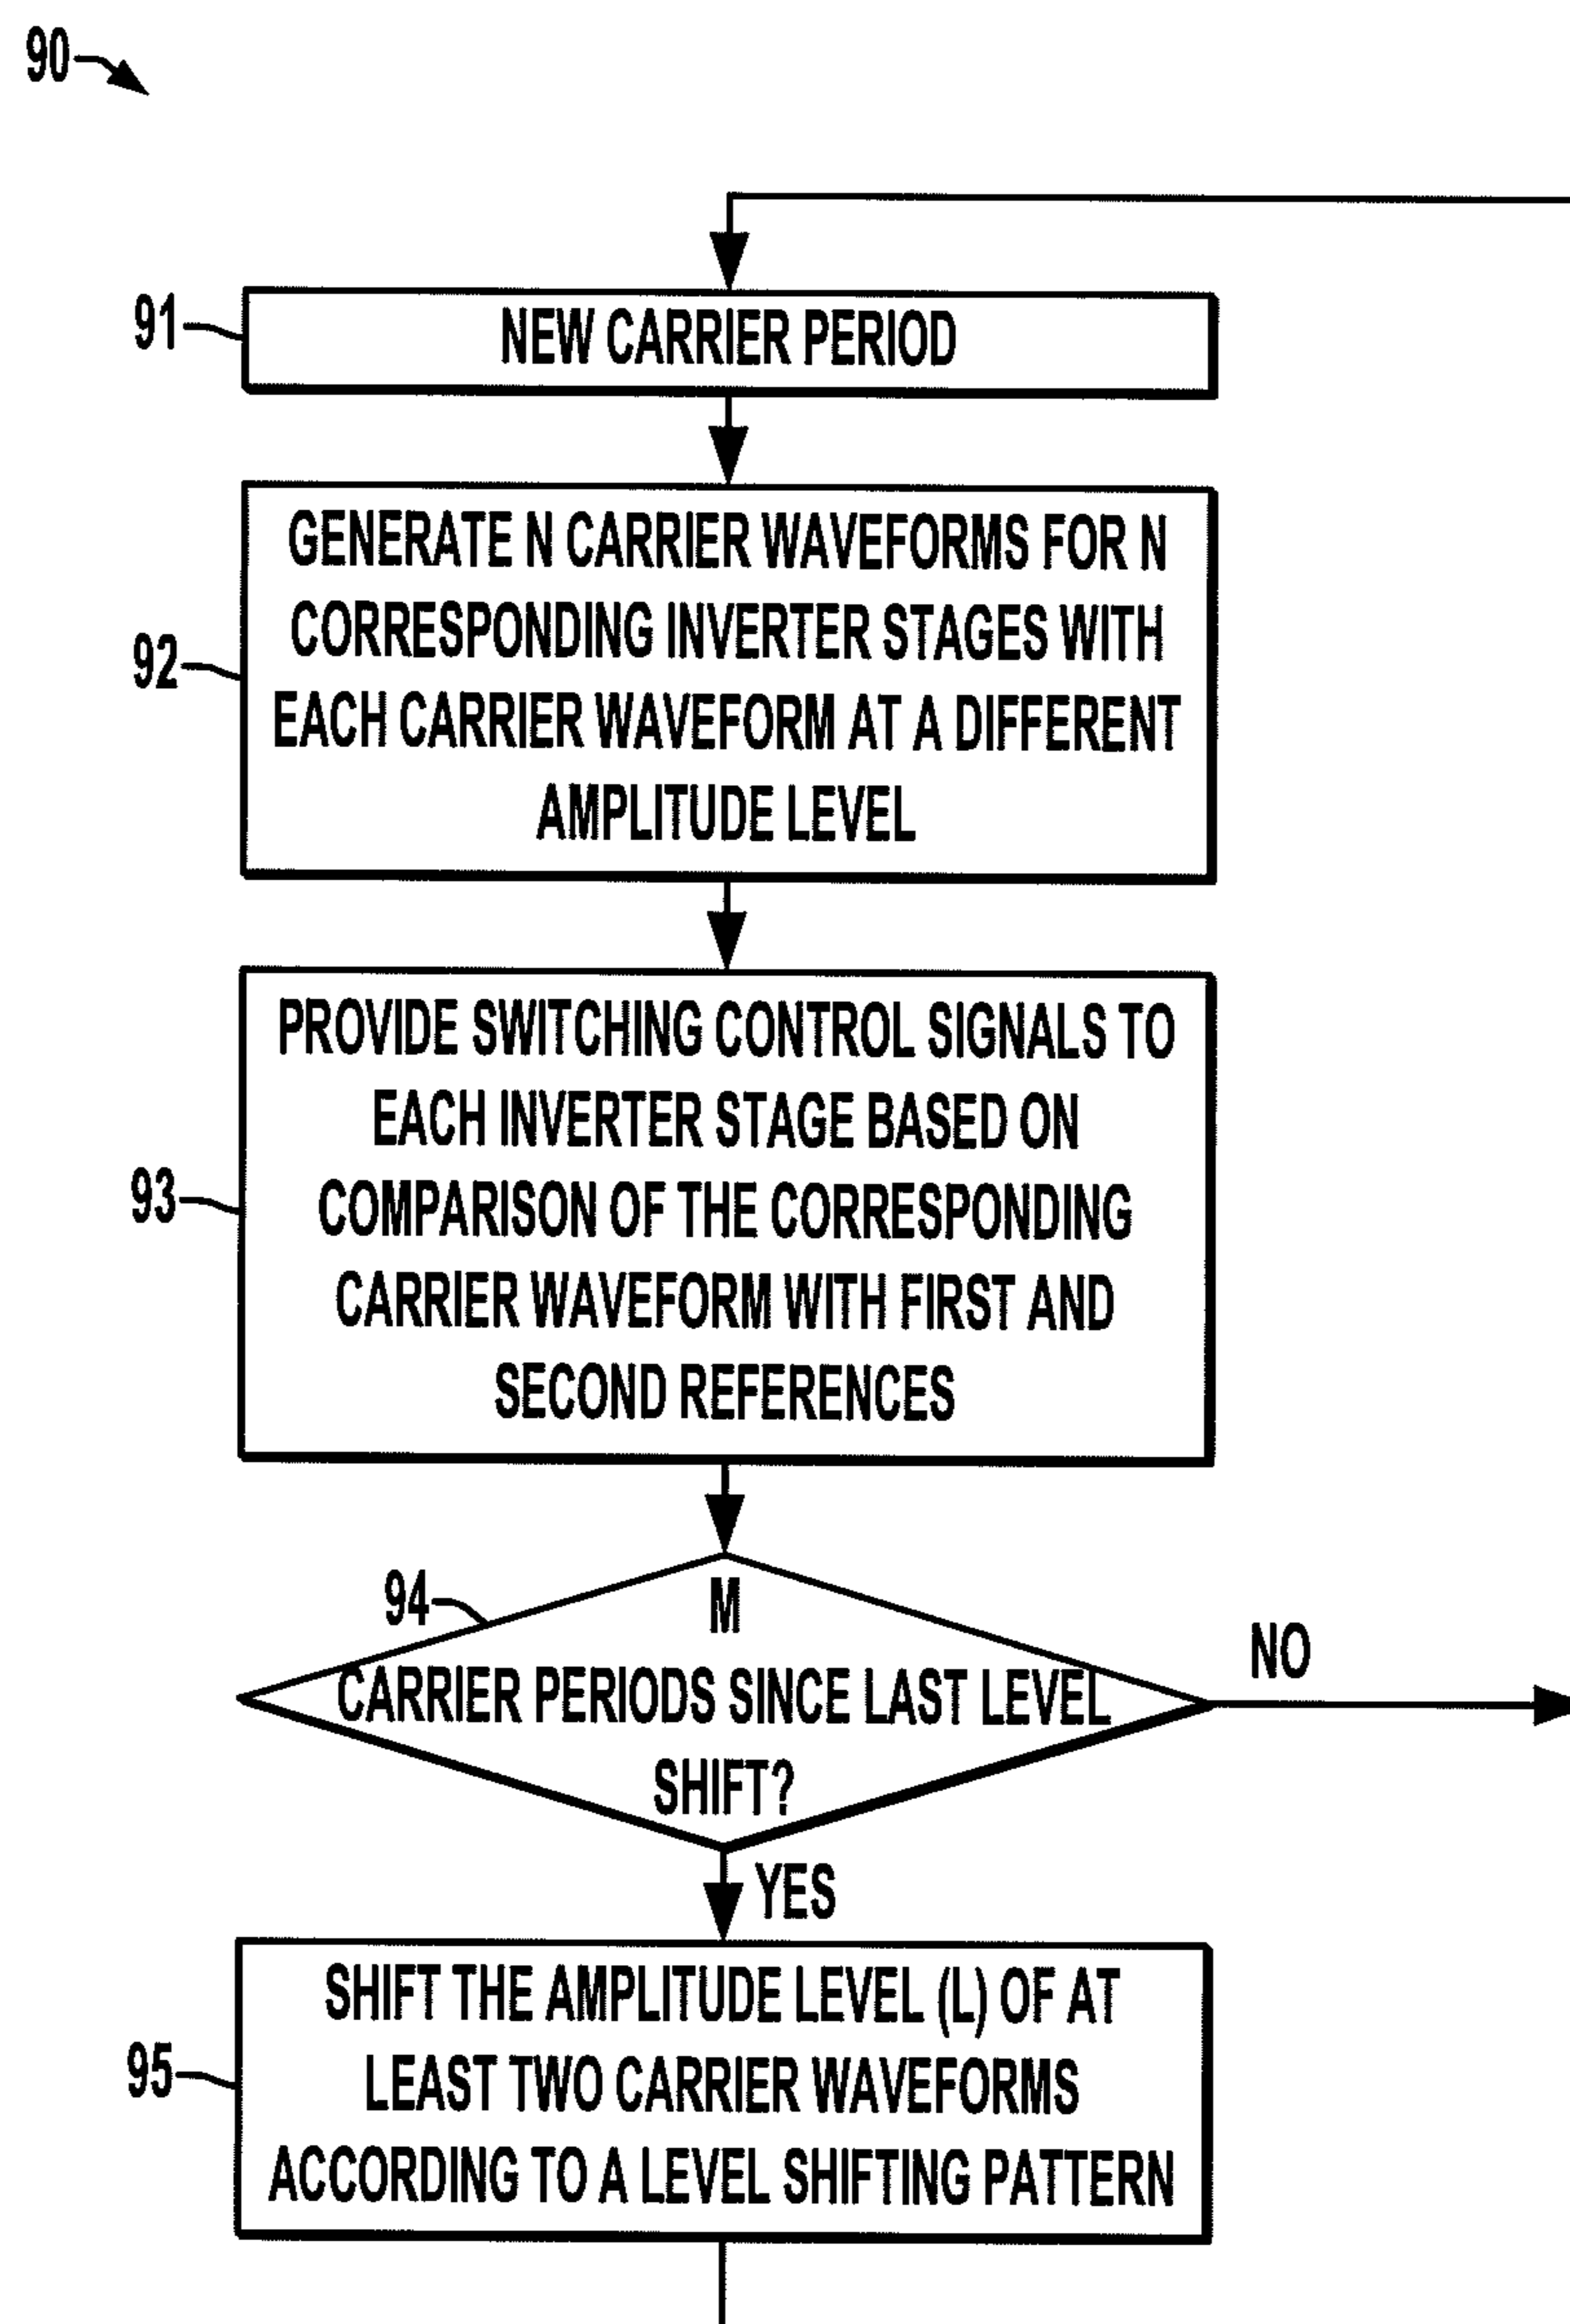 90
91
NEW CARRIER PERIOD
92
GENERATE N CARRIER WAVEFORMS FOR N
CORRESPONDING INVERTER STAGES WITH
EACH CARRIER WAVEFORM AT A DIFFERENT
AMPLITUDE LEVEL
93
PROVIDE SWITCHING CONTROL SIGNALS TO
EACH INVERTER STAGE BASED ON
COMPARISON OF THE CORRESPONDING
CARRIER WAVEFORM WITH FIRST AND
SECOND REFERENCES
94
M
CARRIER PERIODS SINCE LAST LEVEL
SHIFT?
NO
YES
95
SHIFT THE AMPLITUDE LEVEL (L) OF AT
LEAST TWO CARRIER WAVEFORMS
ACCORDING TO A LEVEL SHIFTING PATTERN